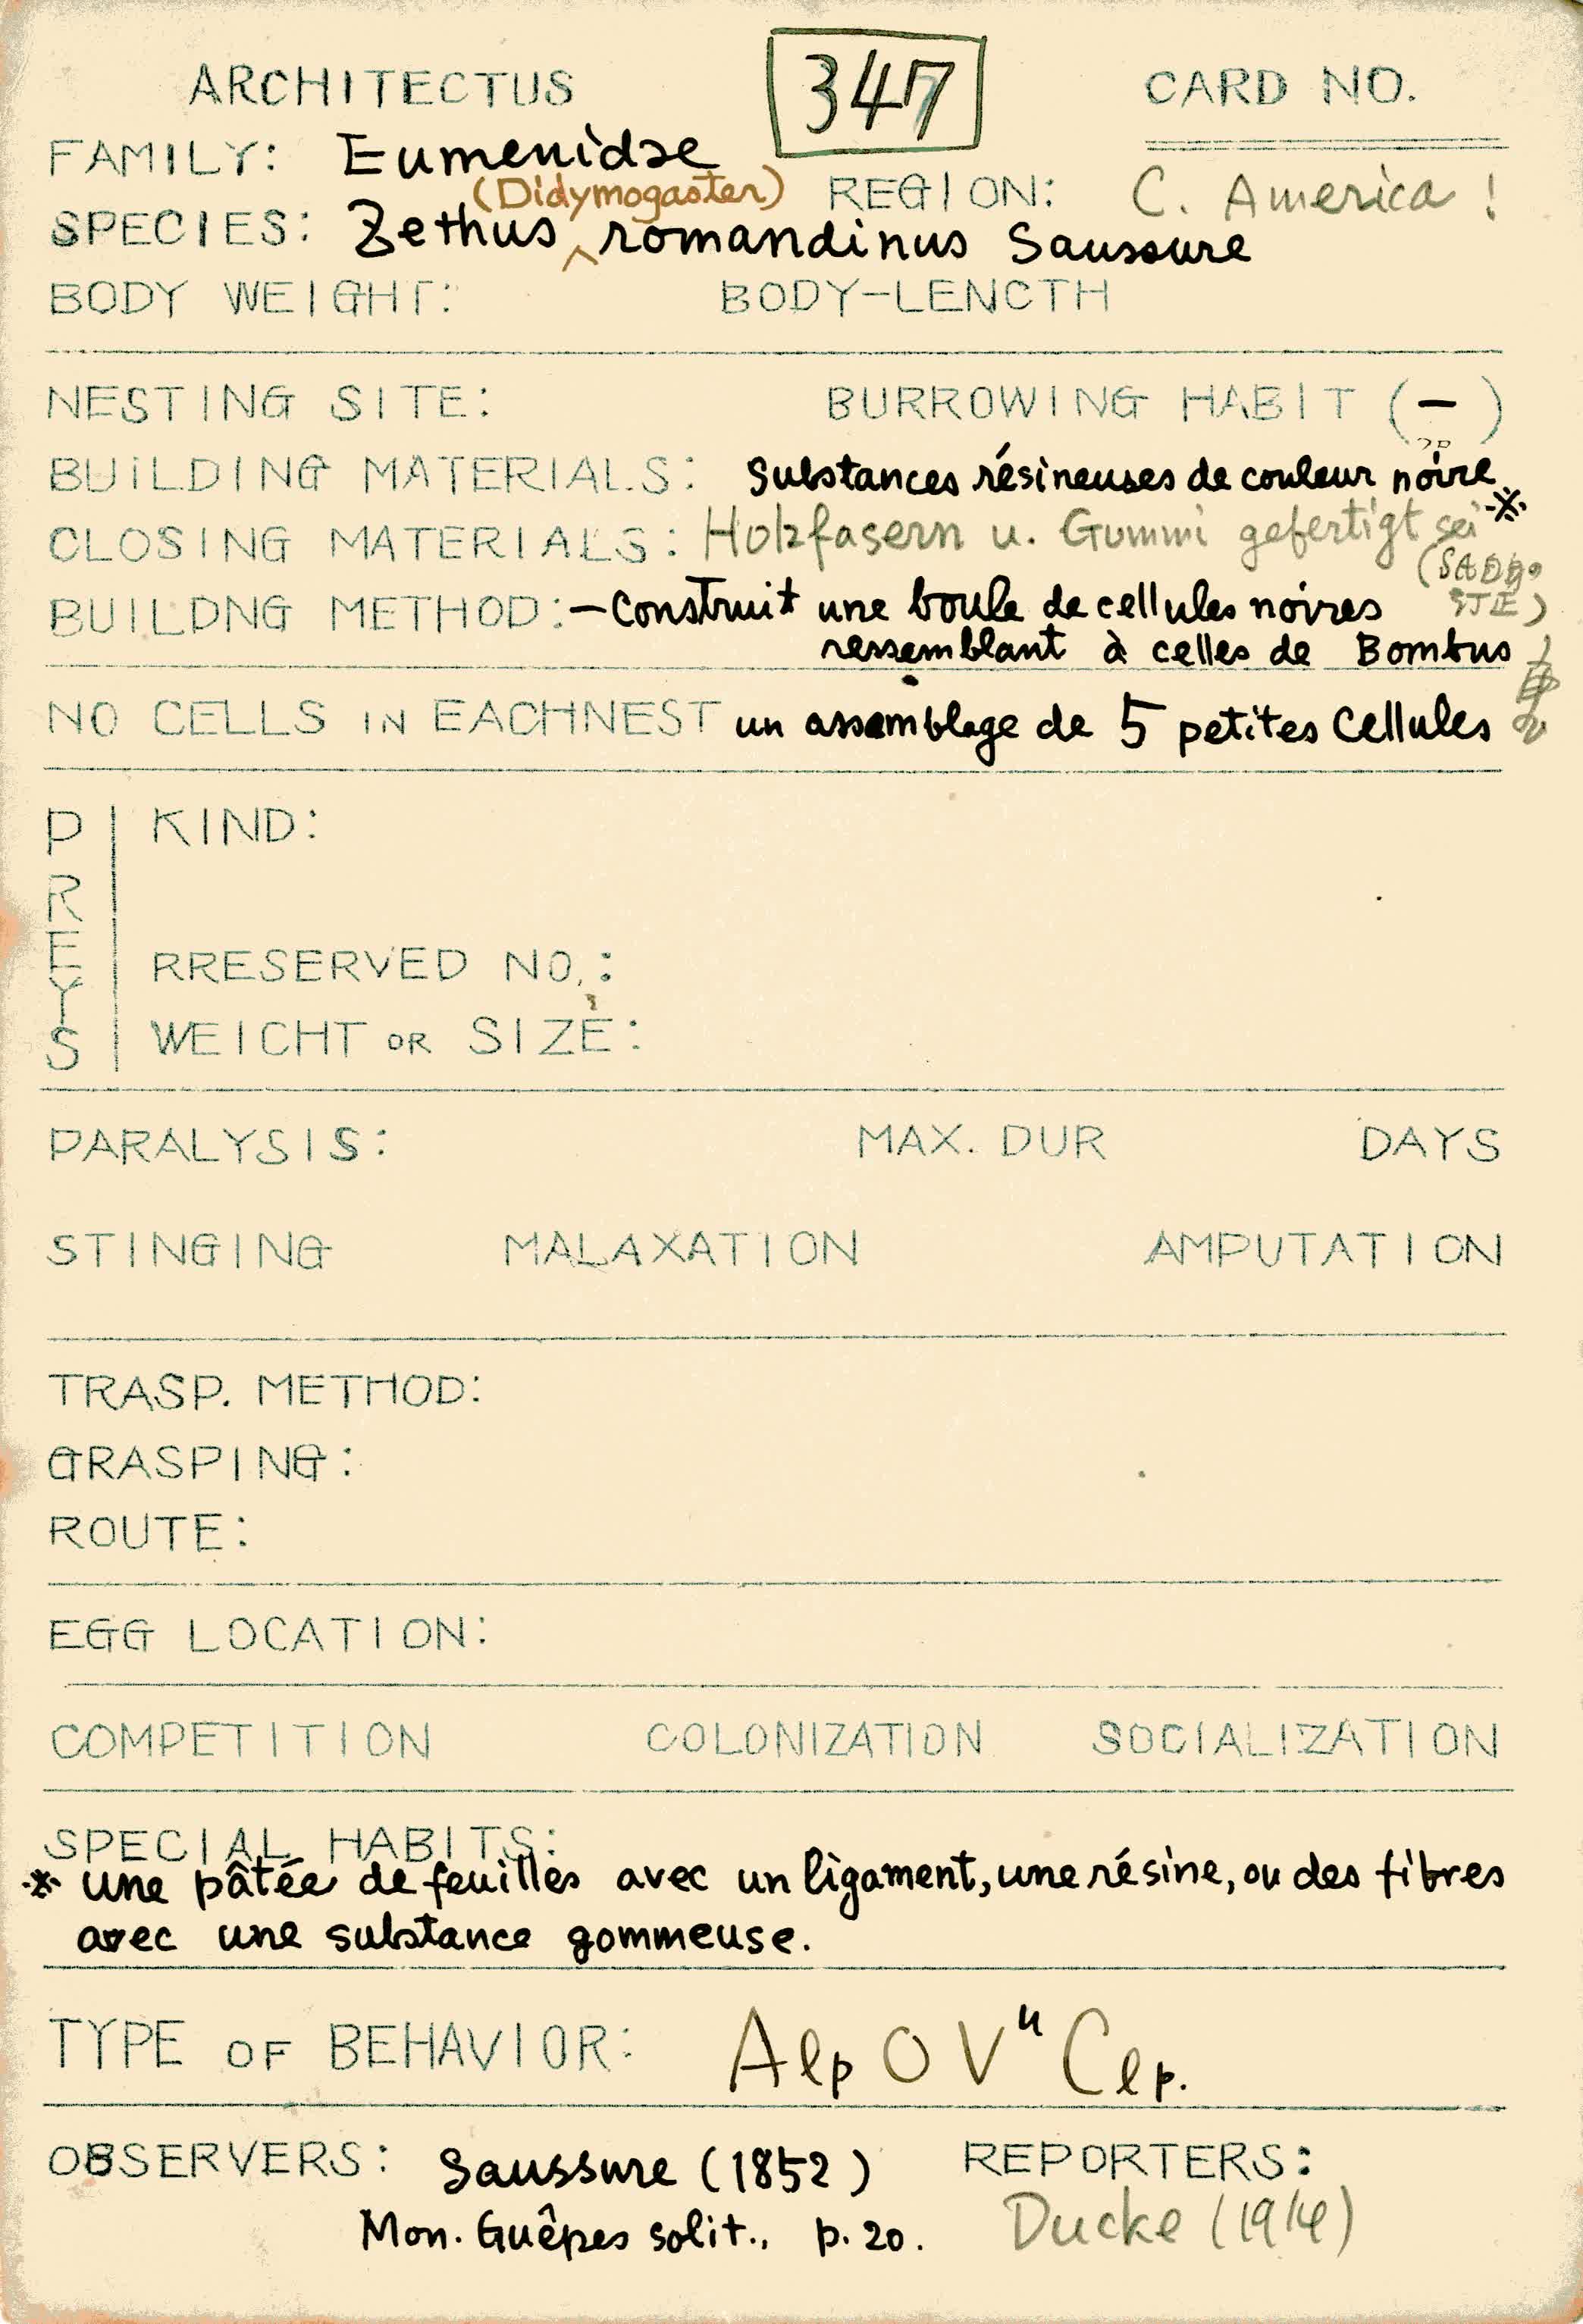 ARCHITECTUS 347 CARD NO.
FAMILY: Eumenidae
(Didymogaster) REGION: C. America !
SPECIES: Zethus ^ romandinus Saussure
BODY WEIGHT: BODY-LENCTH
NESTING SITE: BURROWING HABIT (-)
BUILDING MATERIALS: Substances résineuses de couleur noire ※
CLOSING MATERIALS: Holzfasern u. Gummi gefertigt sei
BUILDNG METHOD: - Construit une boule de cellules noires
ressemblant à celles de Bombus
NO CELLS IN EACHNEST un assemblage de 5 petites cellules
PREYS
KIND:
RRESERVED NO.:
WEICHT OR SIZE:
PARALYSIS: MAX. DUR DAYS
STINGING MALAXATION AMPUTATION
TRASP. METHOD:
GRASPING:
ROUTE:
EGG LOCATION:
COMPETITION COLONIZATION SOCIALIZATION
SPECIAL HABITS:
※ une pâtée de feuilles avec un ligament, une résine, ou des fibres
avec une substance gommeuse.
TYPE OF BEHAVIOR: Alp O V" Clp.
OBSERVERS: Saussure (1852) REPORTERS:
Mon. Guêpes solit., p. 20. Ducke (1914)